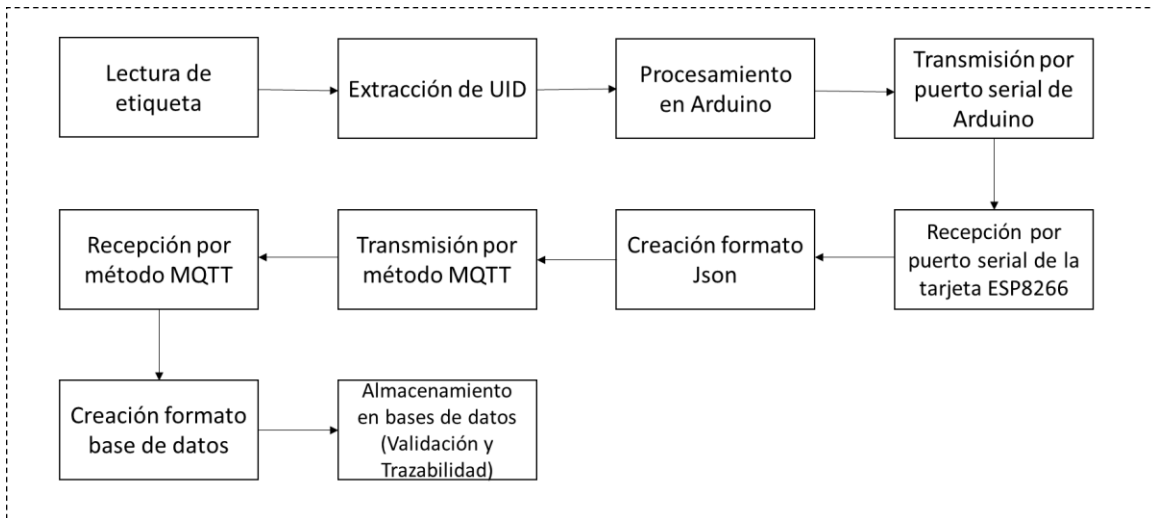 Lectura de
etiqueta
Extracción de UID
Procesamiento
en Arduino
Transmisión por
puerto serial de
Arduino
Recepción por
puerto serial de la
tarjeta ESP8266
Creación formato
Json
Transmisión por
método MQTT
Recepción por
método MQTT
Creación formato
base de datos
Almacenamiento
en bases de datos
(Validación y
Trazabilidad)